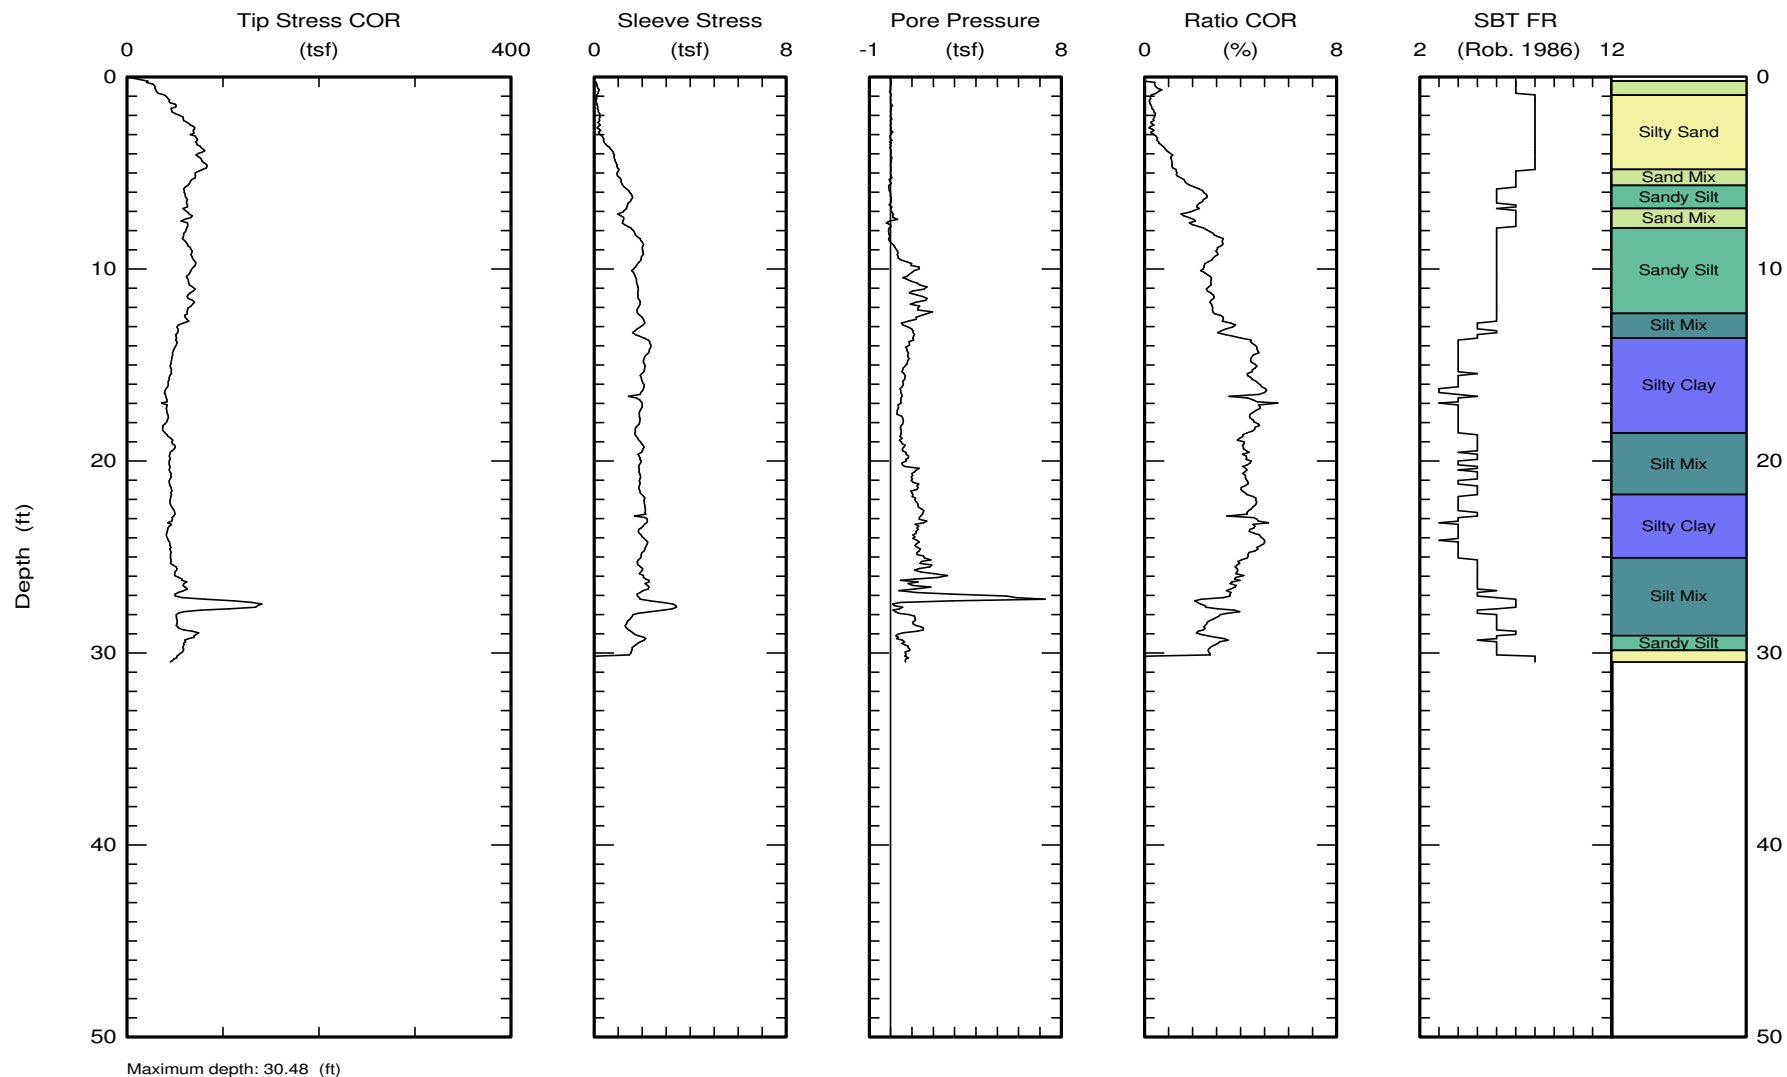 Tip Stress COR Sleeve Stress Pore Pressure Ratio COR SBT FR
0 (tsf) 400 0 (tsf) 8 -1 (tsf) 8 0 (%) 8 2 (Rob. 1986) 12
0 0
Silty Sand
Sand Mix
Sandy Silt
Sand Mix
10 Sandy Silt 10
Silt Mix
Silty Clay
20 Silt Mix 20
Silty Clay
Depth (ft)
Silt Mix
Sandy Silt
30 30
40 40
50 50
Maximum depth: 30.48 (ft)